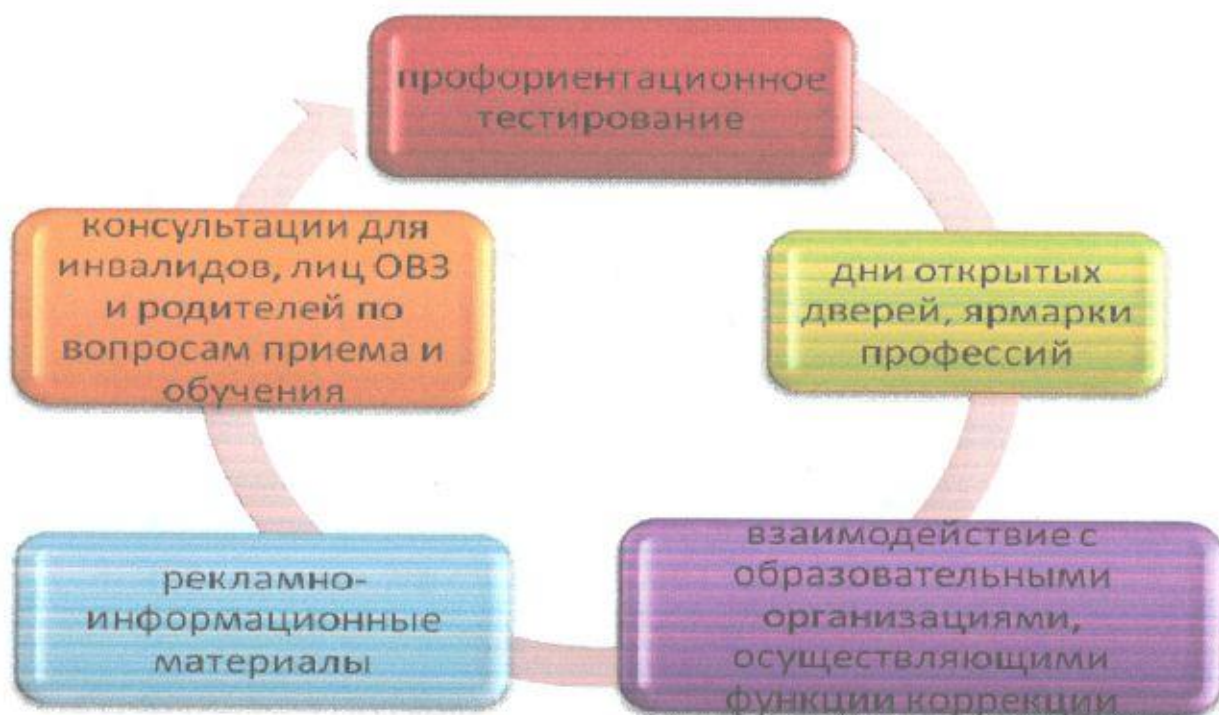 профориентационное
тестирование
дни открытых
дверей, ярмарки
профессий
взаимодействие с
образовательными
организациями,
осуществляющими
функции коррекции
рекламно-
информационные
материалы
консультации для
инвалидов, лиц ОВЗ
и родителей по
вопросам приема и
обучения